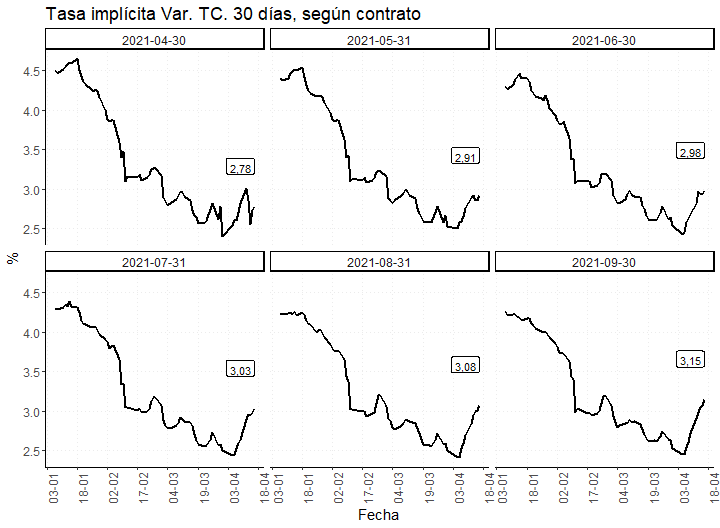 Tasa implícita Var. TC. 30 días, según contrato
2021-04-30 2021-05-31 2021-06-30
4.5
4.0
3.5
3.0
2.5
2,78 2,91 2,98
%
2021-07-31 2021-08-31 2021-09-30
4.5
4.0
3.5
3.0
2.5
3,03 3,08 3,15
03-01 18-01 02-02 17-02 04-03 19-03 03-04 18-04 03-01 18-01 02-02 17-02 04-03 19-03 03-04 18-04 03-01 18-01 02-02 17-02 04-03 19-03 03-04 18-04
Fecha